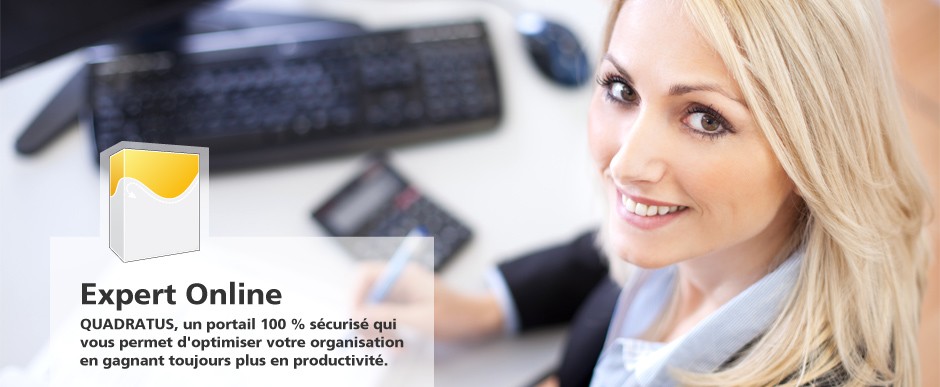 Expert Online
QUADRATUS, un portail 100 % sécurisé qui
vous permet d'optimiser votre organisation
en gagnant toujours plus en productivité.